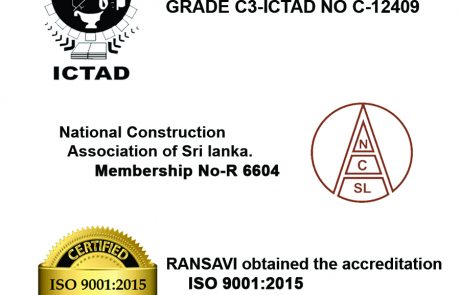 GRADE C3-ICTAD NO C-12409
ICTAD
National Construction
Association of Sri lanka.
Membership No-R 6604
N
C
SL
CERTIFIED
ISO 9001:2015
RANSAVI obtained the accreditation
ISO 9001:2015